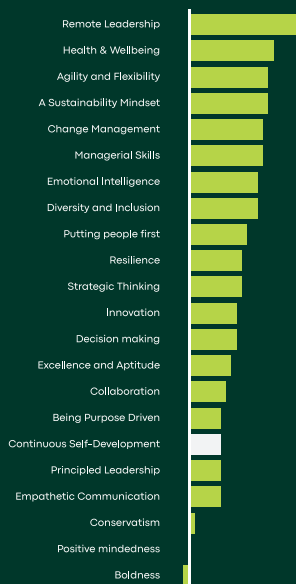 Remote Leadership
Health & Wellbeing
Agility and Flexibility
A Sustainability Mindset
Change Management
Managerial Skills
Emotional Intelligence
Diversity and Inclusion
Putting people first
Resilience
Strategic Thinking
Innovation
Decision making
Excellence and Aptitude
Collaboration
Being Purpose Driven
Continuous Self-Development
Principled Leadership
Empathetic Communication
Conservatism
Positive mindedness
Boldness